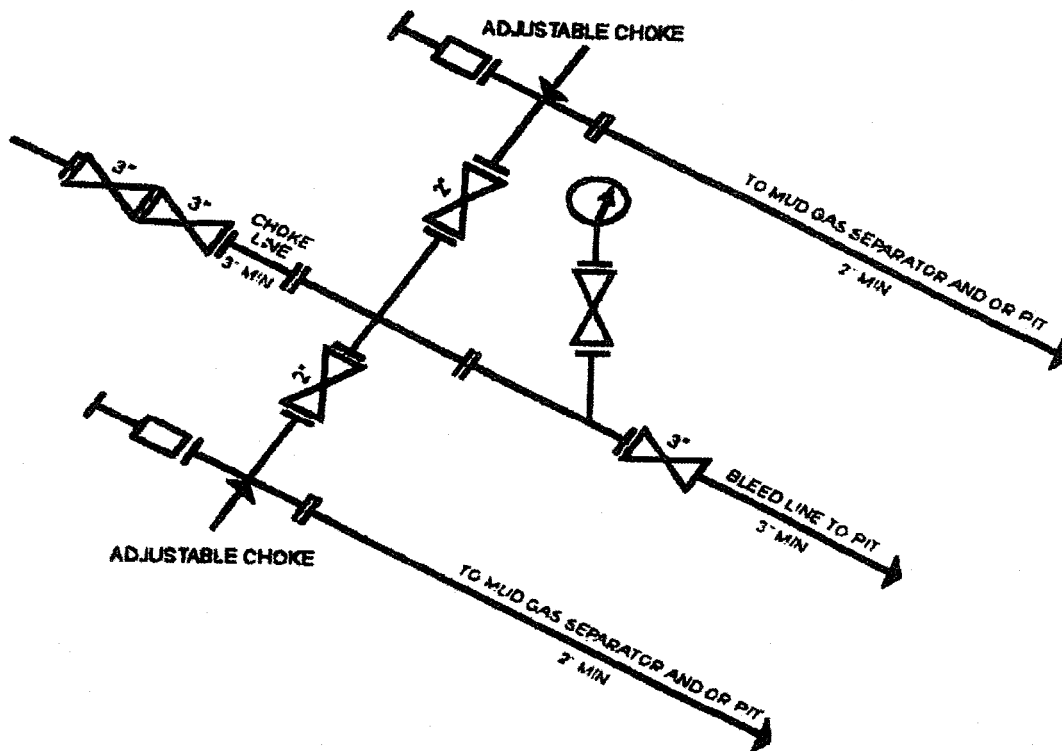 ADJUSTABLE CHOKE
3"
3"
CHOKE
LINE
3" MIN
2"
TO MUD GAS SEPARATOR AND OR PIT
2" MIN
2"
3"
BLEED LINE TO PIT
3" MIN
ADJUSTABLE CHOKE
TO MUD GAS SEPARATOR AND OR PIT
2" MIN